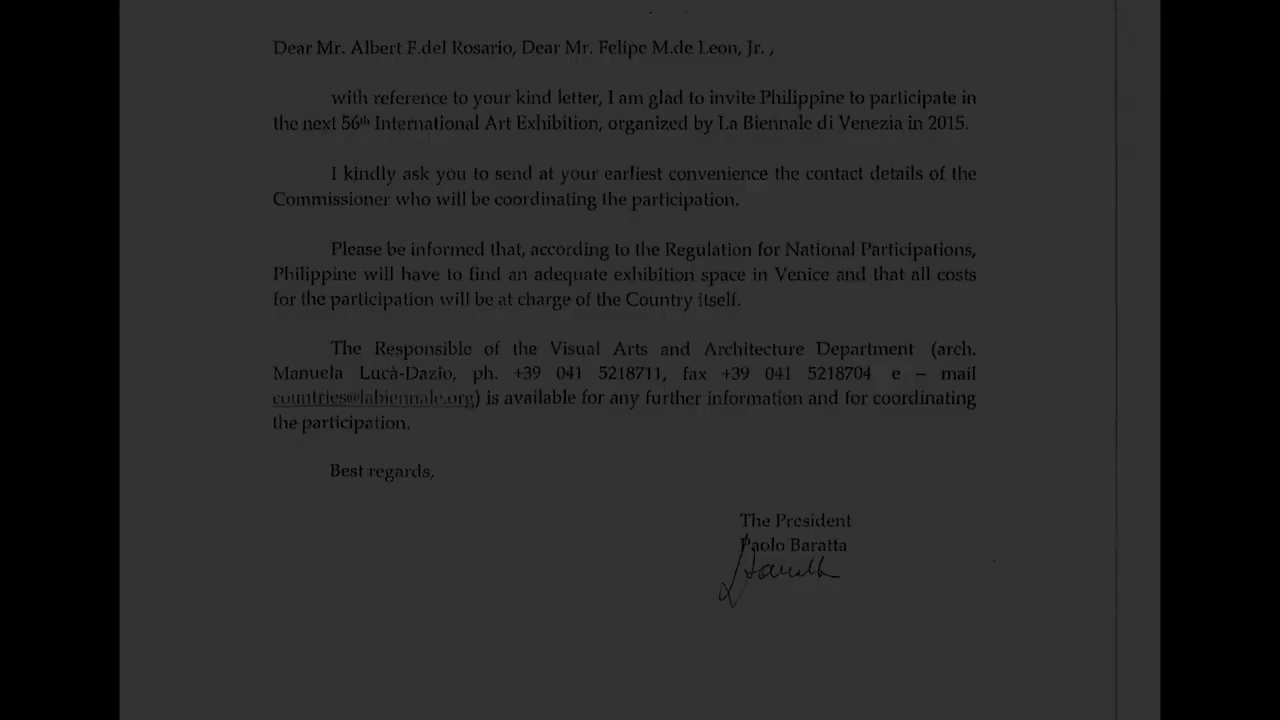 Dear Mr. Albert F.del Rosario, Dear Mr. Felipe M.de Leon, Jr. ,
with reference to your kind letter, I am glad to invite Philippine to participate in
the next 56th International Art Exhibition, organized by La Biennale di Venezia in 2015.
I kindly ask you to send at your earliest convenience the contact details of the
Commissioner who will be coordinating the participation.
Please be informed that, according to the Regulation for National Participations,
Philippine will have to find an adequate exhibition space in Venice and that all costs
for the participation will be at charge of the Country itself.
The Responsible of the Visual Arts and Architecture Department (arch.
Manuela Lucà-Dazio, ph. +39 041 5218711, fax +39 041 5218704 e – mail
countries@labiennale.org) is available for any further information and for coordinating
the participation.
Best regards,
The President
Paolo Baratta